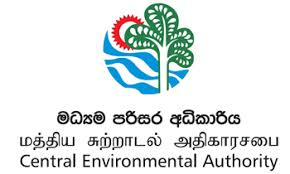 මධ්‍යම පරිසර අධිකාරිය
மத்திய சுற்றாடல் அதிகாரசபை
Central Environmental Authority